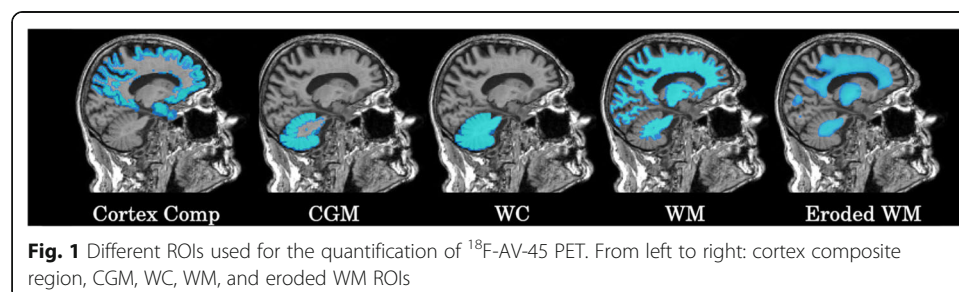 Cortex Comp CGM WC WM Eroded WM
Fig. 1 Different ROIs used for the quantification of ¹⁸F-AV-45 PET. From left to right: cortex composite
region, CGM, WC, WM, and eroded WM ROIs